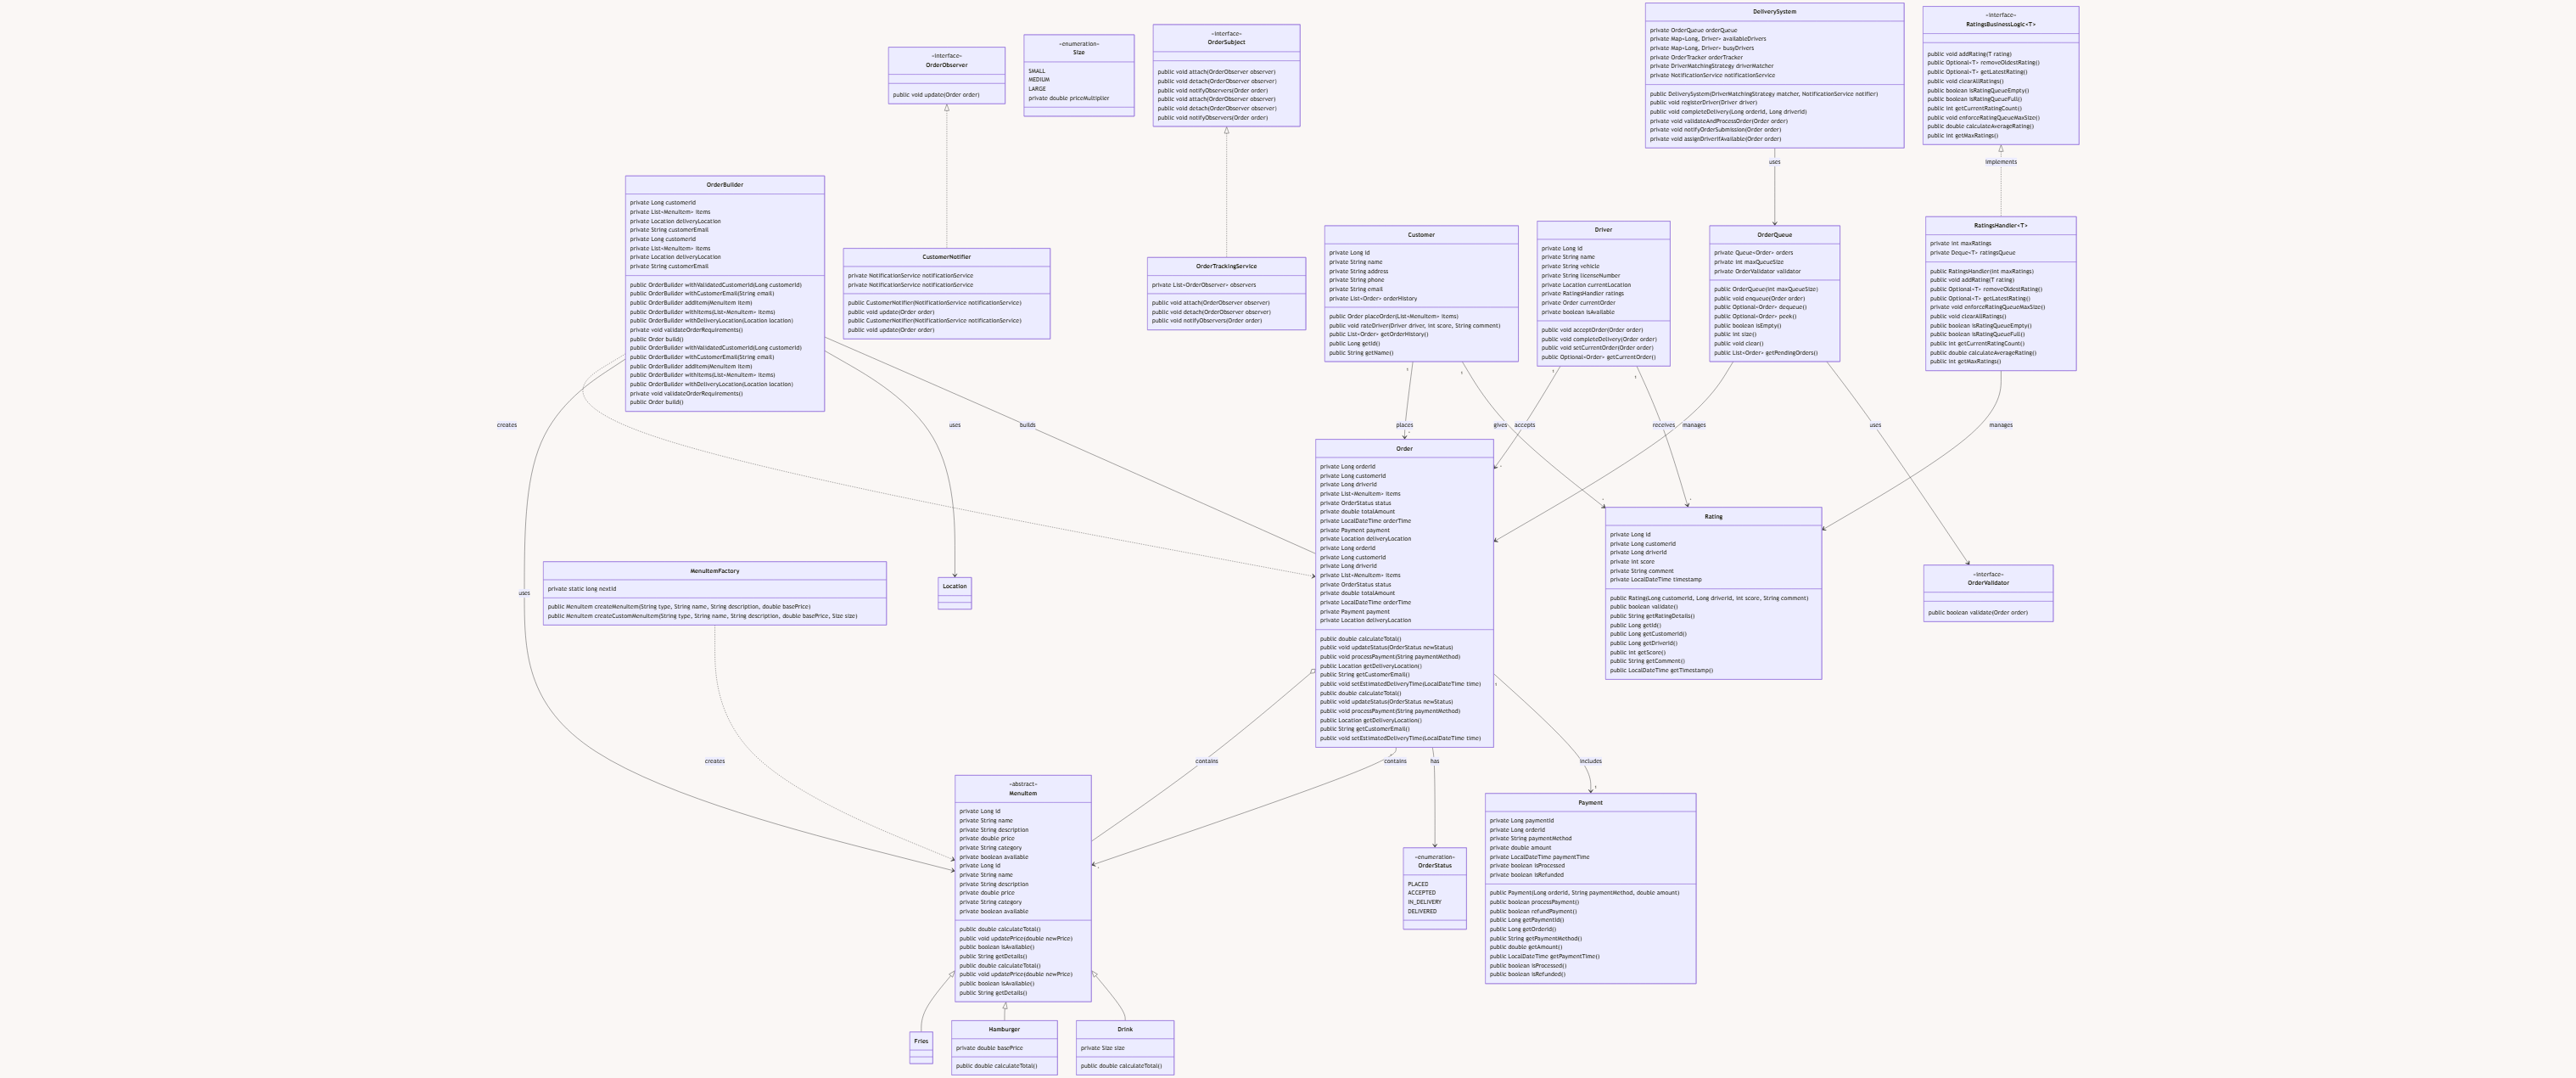 DeliverySystem
private OrderQueue orderQueue
private Map<Long, Driver> availableDrivers
private Map<Long, Driver> busyDrivers
private OrderTracker orderTracker
private DriverMatchingStrategy driverMatcher
private NotificationService notificationService
public DeliverySystem(DriverMatchingStrategy matcher, NotificationService notifier)
public void registerDriver(Driver driver)
public void completeDelivery(Long orderId, Long driverId)
private void validateAndProcessOrder(Order order)
private void notifyOrderSubmission(Order order)
private void assignDriverIfAvailable(Order order)
«interface»
RatingsBusinessLogic<T>
public void addRating(T rating)
public Optional<T> removeOldestRating()
public Optional<T> getLatestRating()
public void clearAllRatings()
public boolean isRatingQueueEmpty()
public boolean isRatingQueueFull()
public int getCurrentRatingCount()
public void enforceRatingQueueMaxSize()
public double calculateAverageRating()
public int getMaxRatings()
«interface»
OrderObserver
public void update(Order order)
«enumeration»
Size
SMALL
MEDIUM
LARGE
private double priceMultiplier
«interface»
OrderSubject
public void attach(OrderObserver observer)
public void detach(OrderObserver observer)
public void notifyObservers(Order order)
public void attach(OrderObserver observer)
public void detach(OrderObserver observer)
public void notifyObservers(Order order)
uses
implements
OrderBuilder
private Long customerId
private List<MenuItem> items
private Location deliveryLocation
private String customerEmail
private Long customerId
private List<MenuItem> items
private Location deliveryLocation
private String customerEmail
public OrderBuilder withValidatedCustomerId(Long customerId)
public OrderBuilder withCustomerEmail(String email)
public OrderBuilder addItem(MenuItem item)
public OrderBuilder withItems(List<MenuItem> items)
public OrderBuilder withDeliveryLocation(Location location)
private void validateOrderRequirements()
public Order build()
public OrderBuilder withValidatedCustomerId(Long customerId)
public OrderBuilder withCustomerEmail(String email)
public OrderBuilder addItem(MenuItem item)
public OrderBuilder withItems(List<MenuItem> items)
public OrderBuilder withDeliveryLocation(Location location)
private void validateOrderRequirements()
public Order build()
CustomerNotifier
private NotificationService notificationService
private NotificationService notificationService
public CustomerNotifier(NotificationService notificationService)
public void update(Order order)
public CustomerNotifier(NotificationService notificationService)
public void update(Order order)
OrderTrackingService
private List<OrderObserver> observers
public void attach(OrderObserver observer)
public void detach(OrderObserver observer)
public void notifyObservers(Order order)
Customer
private Long id
private String name
private String address
private String phone
private String email
private List<Order> orderHistory
public Order placeOrder(List<MenuItem> items)
public void rateDriver(Driver driver, int score, String comment)
public List<Order> getOrderHistory()
public Long getId()
public String getName()
Driver
private Long id
private String name
private String vehicle
private String licenseNumber
private Location currentLocation
private RatingsHandler ratings
private Order currentOrder
private boolean isAvailable
public void acceptOrder(Order order)
public void completeDelivery(Order order)
public void setCurrentOrder(Order order)
public Optional<Order> getCurrentOrder()
OrderQueue
private Queue<Order> orders
private int maxQueueSize
private OrderValidator validator
public OrderQueue(int maxQueueSize)
public void enqueue(Order order)
public Optional<Order> dequeue()
public Optional<Order> peek()
public boolean isEmpty()
public int size()
public void clear()
public List<Order> getPendingOrders()
RatingsHandler<T>
private int maxRatings
private Deque<T> ratingsQueue
public RatingsHandler(int maxRatings)
public void addRating(T rating)
public Optional<T> removeOldestRating()
public Optional<T> getLatestRating()
private void enforceRatingQueueMaxSize()
public void clearAllRatings()
public boolean isRatingQueueEmpty()
public boolean isRatingQueueFull()
public int getCurrentRatingCount()
public double calculateAverageRating()
public int getMaxRatings()
1
1
1
1
creates
uses
builds
places
gives
accepts
receives
manages
uses
manages
*
*
*
*
Order
private Long orderId
private Long customerId
private Long driverId
private List<MenuItem> items
private OrderStatus status
private double totalAmount
private LocalDateTime orderTime
private Payment payment
private Location deliveryLocation
private Long orderId
private Long customerId
private Long driverId
private List<MenuItem> items
private OrderStatus status
private double totalAmount
private LocalDateTime orderTime
private Payment payment
private Location deliveryLocation
public double calculateTotal()
public void updateStatus(OrderStatus newStatus)
public void processPayment(String paymentMethod)
public Location getDeliveryLocation()
public String getCustomerEmail()
public void setEstimatedDeliveryTime(LocalDateTime time)
public double calculateTotal()
public void updateStatus(OrderStatus newStatus)
public void processPayment(String paymentMethod)
public Location getDeliveryLocation()
public String getCustomerEmail()
public void setEstimatedDeliveryTime(LocalDateTime time)
Rating
private Long id
private Long customerId
private Long driverId
private int score
private String comment
private LocalDateTime timestamp
public Rating(Long customerId, Long driverId, int score, String comment)
public boolean validate()
public String getRatingDetails()
public Long getId()
public Long getCustomerId()
public Long getDriverId()
public int getScore()
public String getComment()
public LocalDateTime getTimestamp()
«interface»
OrderValidator
public boolean validate(Order order)
MenuItemFactory
private static long nextId
public MenuItem createMenuItem(String type, String name, String description, double basePrice)
public MenuItem createCustomMenuItem(String type, String name, String description, double basePrice, Size size)
Location
uses
1
creates
contains
contains
has
includes
1
*
«abstract»
MenuItem
private Long id
private String name
private String description
private double price
private String category
private boolean available
private Long id
private String name
private String description
private double price
private String category
private boolean available
public double calculateTotal()
public void updatePrice(double newPrice)
public boolean isAvailable()
public String getDetails()
public double calculateTotal()
public void updatePrice(double newPrice)
public boolean isAvailable()
public String getDetails()
«enumeration»
OrderStatus
PLACED
ACCEPTED
IN_DELIVERY
DELIVERED
Payment
private Long paymentId
private Long orderId
private String paymentMethod
private double amount
private LocalDateTime paymentTime
private boolean isProcessed
private boolean isRefunded
public Payment(Long orderId, String paymentMethod, double amount)
public boolean processPayment()
public boolean refundPayment()
public Long getPaymentId()
public Long getOrderId()
public String getPaymentMethod()
public double getAmount()
public LocalDateTime getPaymentTime()
public boolean isProcessed()
public boolean isRefunded()
Fries
Hamburger
private double basePrice
public double calculateTotal()
Drink
private Size size
public double calculateTotal()